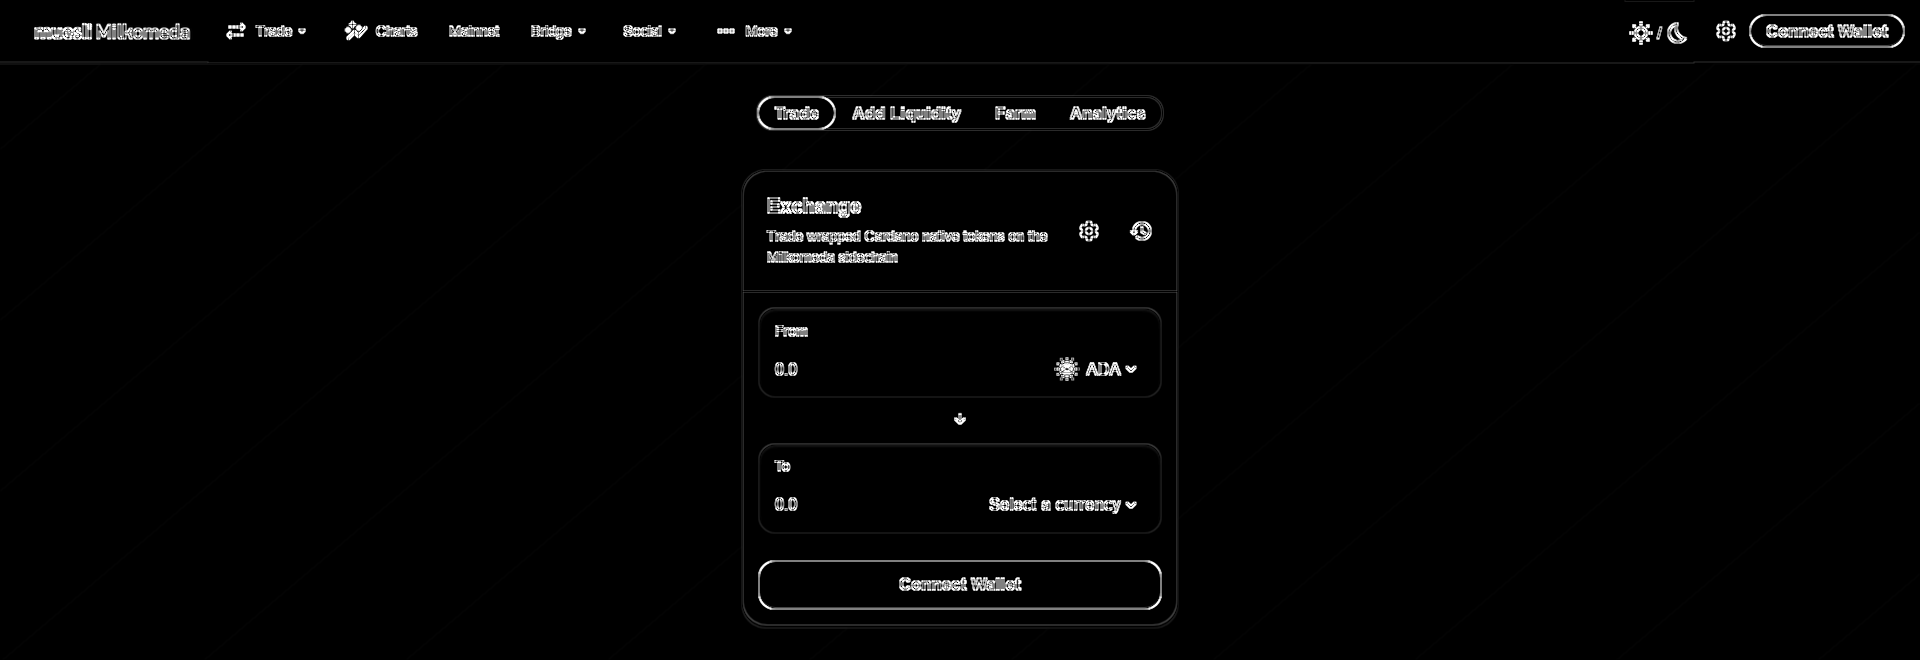 muesli Milkomeda
Trade
Charts
Mainnet
Bridge
Social
More
/
Connect Wallet
Trade
Add Liquidity
Farm
Analytics
Exchange
Trade wrapped Cardano native tokens on the
Milkomeda sidechain
From
0.0
ADA
To
0.0
Select a currency
Connect Wallet